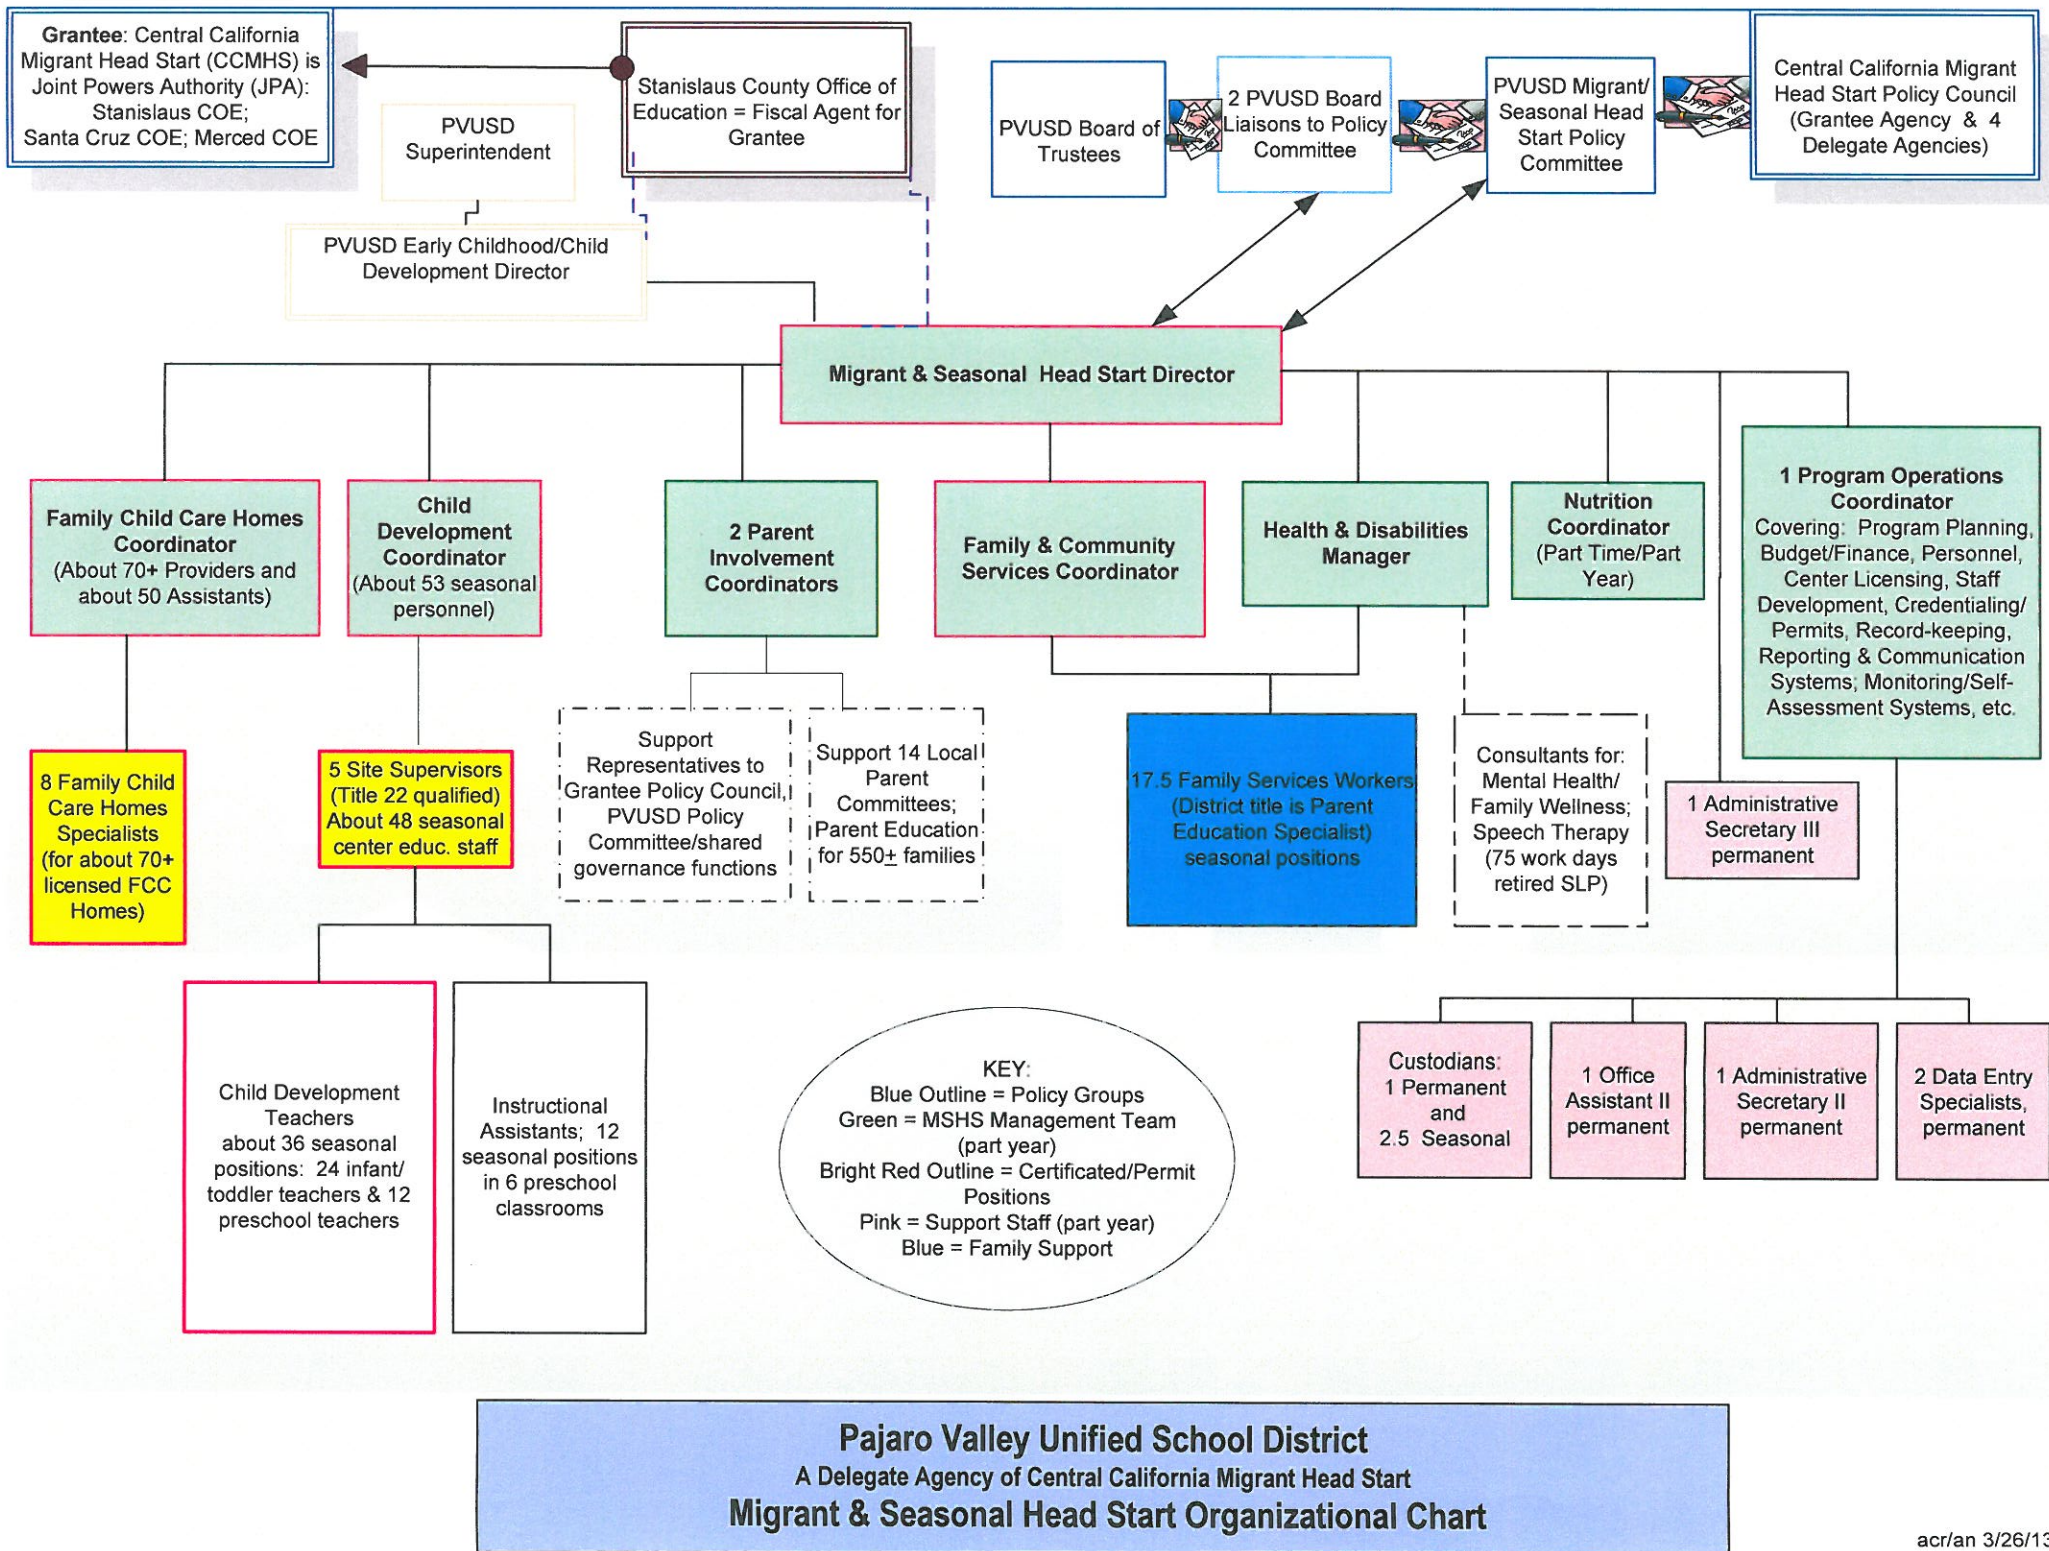 Grantee: Central California
Migrant Head Start (CCMHS) is
Joint Powers Authority (JPA):
Stanislaus COE;
Santa Cruz COE; Merced COE
PVUSD
Superintendent
Stanislaus County Office of
Education = Fiscal Agent for
Grantee
PVUSD Board of
Trustees
2 PVUSD Board
Liaisons to Policy
Committee
PVUSD Migrant/
Seasonal Head
Start Policy
Committee
Central California Migrant
Head Start Policy Council
(Grantee Agency & 4
Delegate Agencies)
PVUSD Early Childhood/Child
Development Director
Migrant & Seasonal Head Start Director
Family Child Care Homes
Coordinator
(About 70+ Providers and
about 50 Assistants)
Child
Development
Coordinator
(About 53 seasonal
personnel)
2 Parent
Involvement
Coordinators
Family & Community
Services Coordinator
Health & Disabilities
Manager
Nutrition
Coordinator
(Part Time/Part
Year)
1 Program Operations
Coordinator
Covering: Program Planning,
Budget/Finance, Personnel,
Center Licensing, Staff
Development, Credentialing/
Permits, Record-keeping,
Reporting & Communication
Systems; Monitoring/Self-
Assessment Systems, etc.
8 Family Child
Care Homes
Specialists
(for about 70+
licensed FCC
Homes)
5 Site Supervisors
(Title 22 qualified)
About 48 seasonal
center educ. staff
Support
Representatives to
Grantee Policy Council,
PVUSD Policy
Committee/shared
governance functions
Support 14 Local
Parent
Committees;
Parent Education
for 550± families
17.5 Family Services Workers
(District title is Parent
Education Specialist)
seasonal positions
Consultants for:
Mental Health/
Family Wellness;
Speech Therapy
(75 work days
retired SLP)
1 Administrative
Secretary III
permanent
Child Development
Teachers
about 36 seasonal
positions: 24 infant/
toddler teachers & 12
preschool teachers
Instructional
Assistants; 12
seasonal positions
in 6 preschool
classrooms
KEY:
Blue Outline = Policy Groups
Green = MSHS Management Team
(part year)
Bright Red Outline = Certificated/Permit
Positions
Pink = Support Staff (part year)
Blue = Family Support
Custodians:
1 Permanent
and
2.5 Seasonal
1 Office
Assistant II
permanent
1 Administrative
Secretary II
permanent
2 Data Entry
Specialists,
permanent
Pajaro Valley Unified School District
A Delegate Agency of Central California Migrant Head Start
Migrant & Seasonal Head Start Organizational Chart
acr/an 3/26/13